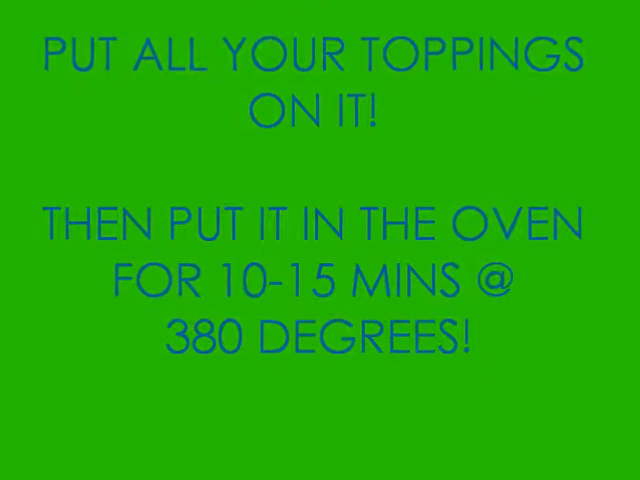 PUT ALL YOUR TOPPINGS
ON IT!
THEN PUT IT IN THE OVEN
FOR 10-15 MINS @
380 DEGREES!